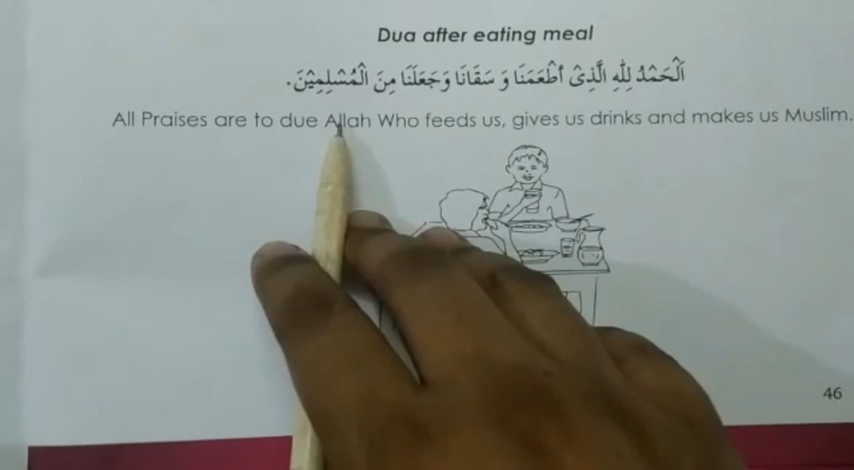 Dua after eating meal
اَلْحَمْدُ لِلّٰهِ الَّذِىْ اَطْعَمَنَا وَ سَقَانَا وَجَعَلَنَا مِنَ الْمُسْلِمِيْنَ.
All Praises are to due Allah Who feeds us, gives us drinks and makes us Muslim.
46